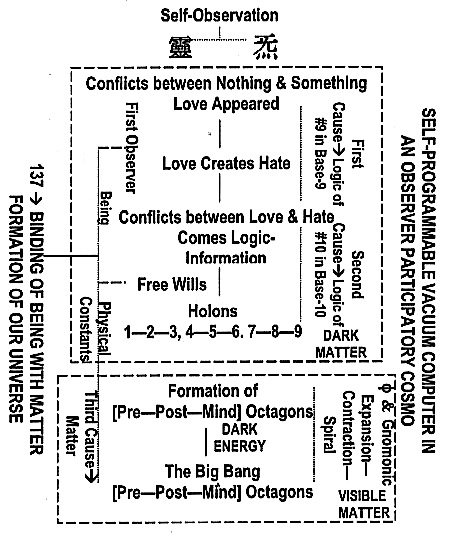 Self-Observation
靈 炁
Conflicts between Nothing & Something
Love Appeared
First Observer
First
Cause→Logic of
#9 in Base-9
Love Creates Hate
Being
Conflicts between Love & Hate
Comes Logic-
Information
Second
Cause→Logic of
#10 in Base-10
Free Wills
Holons
1—2—3, 4—5—6. 7—8—9
DARK
MATTER
Physical
Constants
137 → BINDING OF BEING WITH MATTER
FORMATION OF OUR UNIVERSE
SELF-PROGRAMMABLE VACUUM COMPUTER IN
AN OBSERVER PARTICIPATORY COSMO
Third Cause→
Matter
Formation of
[Pre—Post—Mind] Octagons
DARK
ENERGY
The Big Bang
[Pre—Post—Mind] Octagons
ф & Gnomonic
Expansion—
Contraction—
Spiral
VISIBLE
MATTER